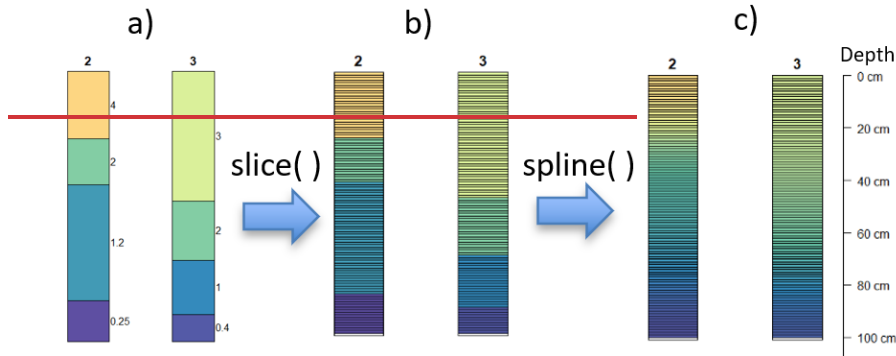 a)
b)
c)
2
3
2
3
2
3
Depth
4
2
1.2
0.25
3
2
1
0.4
slice( )
spline( )
0 cm
20 cm
40 cm
60 cm
80 cm
100 cm